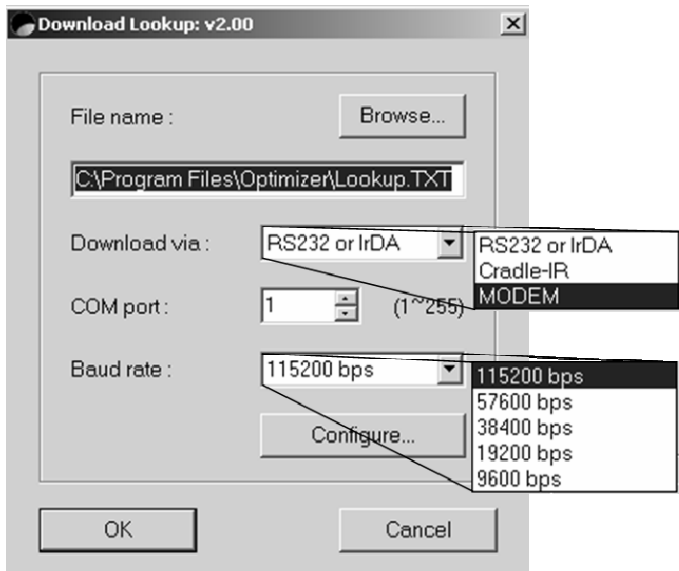 Download Lookup: v2.00
File name :
Browse...
C:\Program Files\Optimizer\Lookup.TXT
Download via :
RS232 or IrDA
RS232 or IrDA
Cradle-IR
MODEM
COM port :
1
(1~255)
Baud rate :
115200 bps
115200 bps
57600 bps
38400 bps
19200 bps
9600 bps
Configure...
OK
Cancel